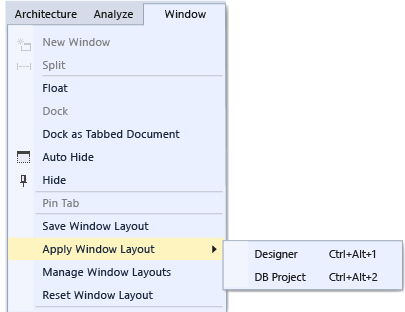 Architecture Analyze Window
New Window
Split
Float
Dock
Dock as Tabbed Document
Auto Hide
Hide
Pin Tab
Save Window Layout
Apply Window Layout
Designer Ctrl+Alt+1
DB Project Ctrl+Alt+2
Manage Window Layouts
Reset Window Layout